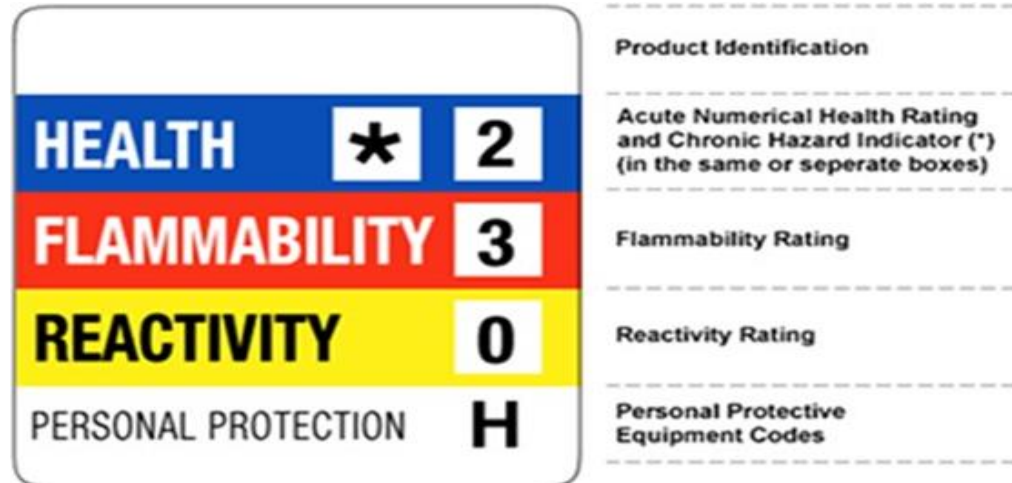 Product Identification
HEALTH * 2
Acute Numerical Health Rating
and Chronic Hazard Indicator (*)
(in the same or seperate boxes)
FLAMMABILITY 3
Flammability Rating
REACTIVITY 0
Reactivity Rating
PERSONAL PROTECTION H
Personal Protective
Equipment Codes